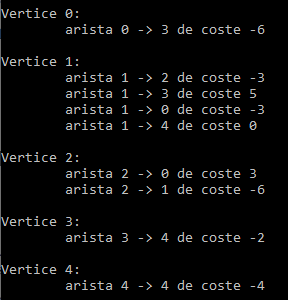 Vertice 0:
arista 0 -> 3 de coste -6
Vertice 1:
arista 1 -> 2 de coste -3
arista 1 -> 3 de coste 5
arista 1 -> 0 de coste -3
arista 1 -> 4 de coste 0
Vertice 2:
arista 2 -> 0 de coste 3
arista 2 -> 1 de coste -6
Vertice 3:
arista 3 -> 4 de coste -2
Vertice 4:
arista 4 -> 4 de coste -4